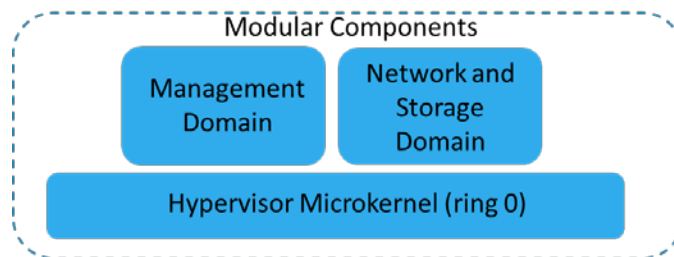 Modular Components
Management
Domain
Network and
Storage
Domain
Hypervisor Microkernel (ring 0)